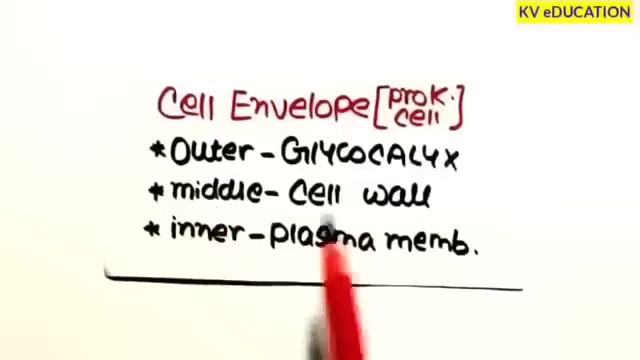 KV eDUCATION
Cell Envelope [prok. cell]
* Outer - GlYCOCALYX
* middle - Cell wall
* inner - plasma memb.